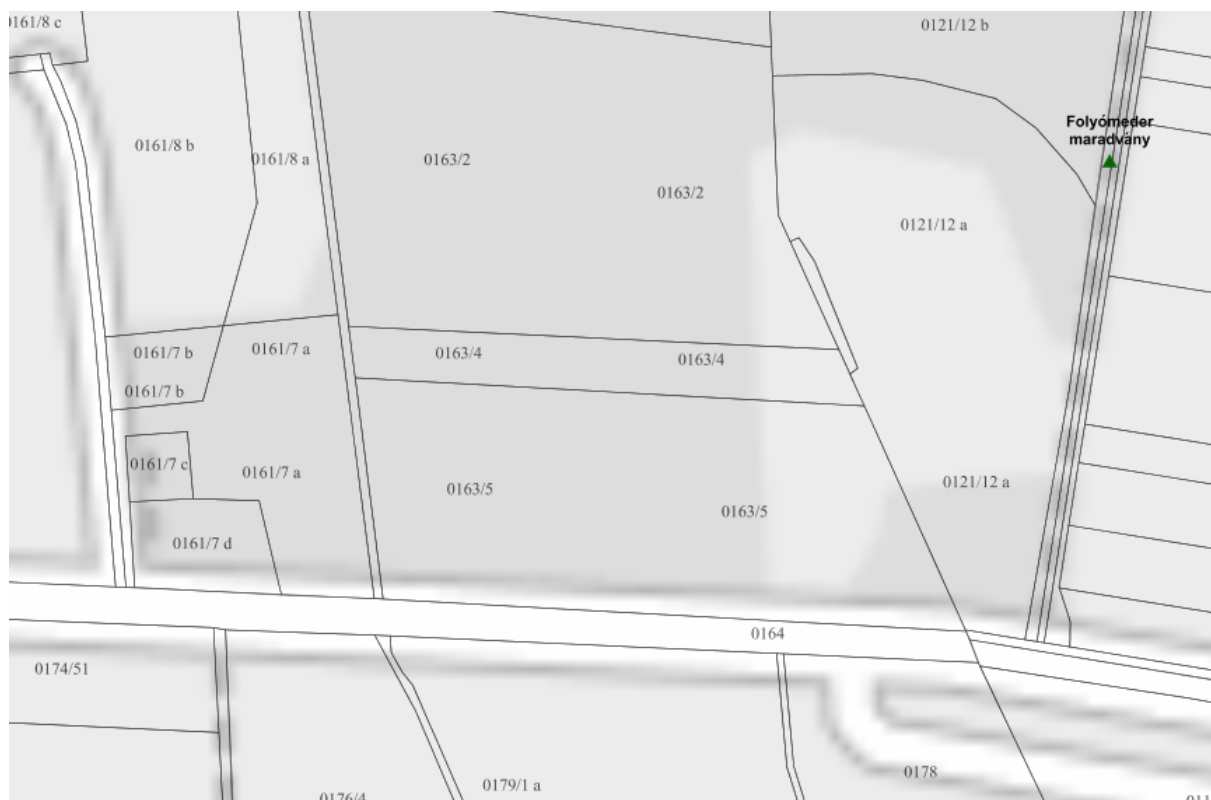 0161/8 c
0121/12 b
Folyómeder
maradvány
0161/8 b
0161/8 a
0163/2
0163/2
0121/12 a
0161/7 b
0161/7 a
0163/4
0163/4
0161/7 b
0161/7 c
0161/7 a
0163/5
0121/12 a
0163/5
0161/7 d
0164
0174/51
0178
0179/1 a
0176/4